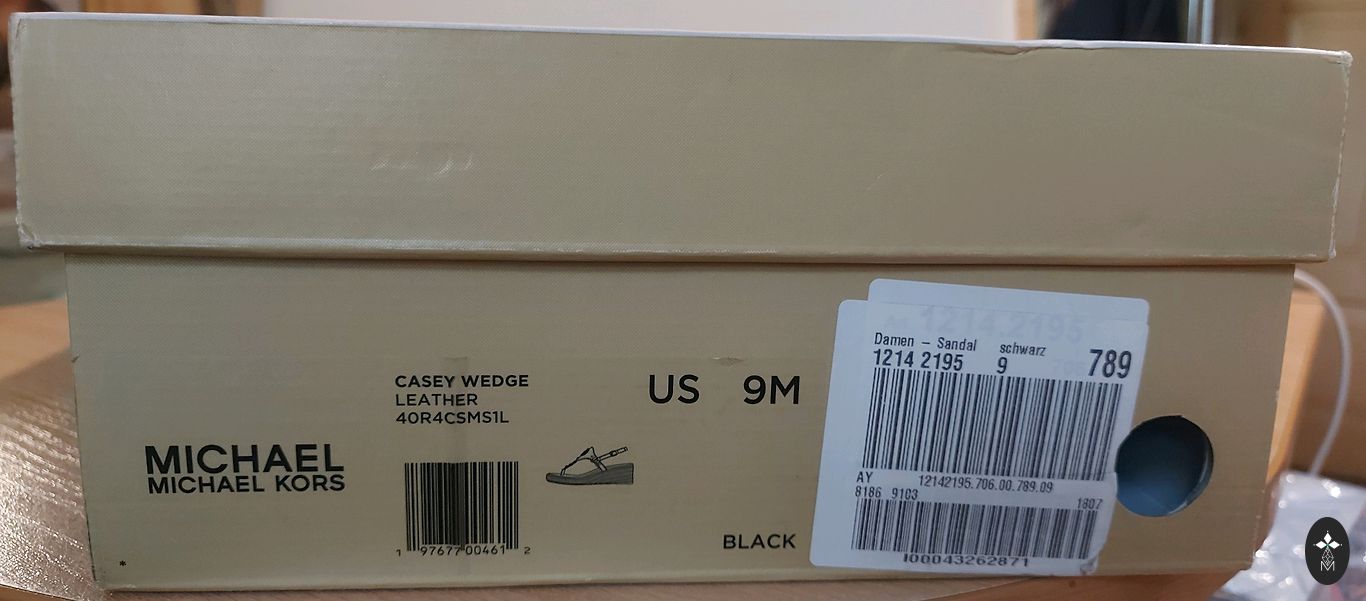 MICHAEL
MICHAEL KORS
CASEY WEDGE
LEATHER
40R4CSMS1L
1 97677 00461 2
US 9M
BLACK
1214.2195
Damen – Sandal schwarz
1214 2195 9 789
AY 12142195.706.00.789.09
8186 9103 1807
100043262871
M